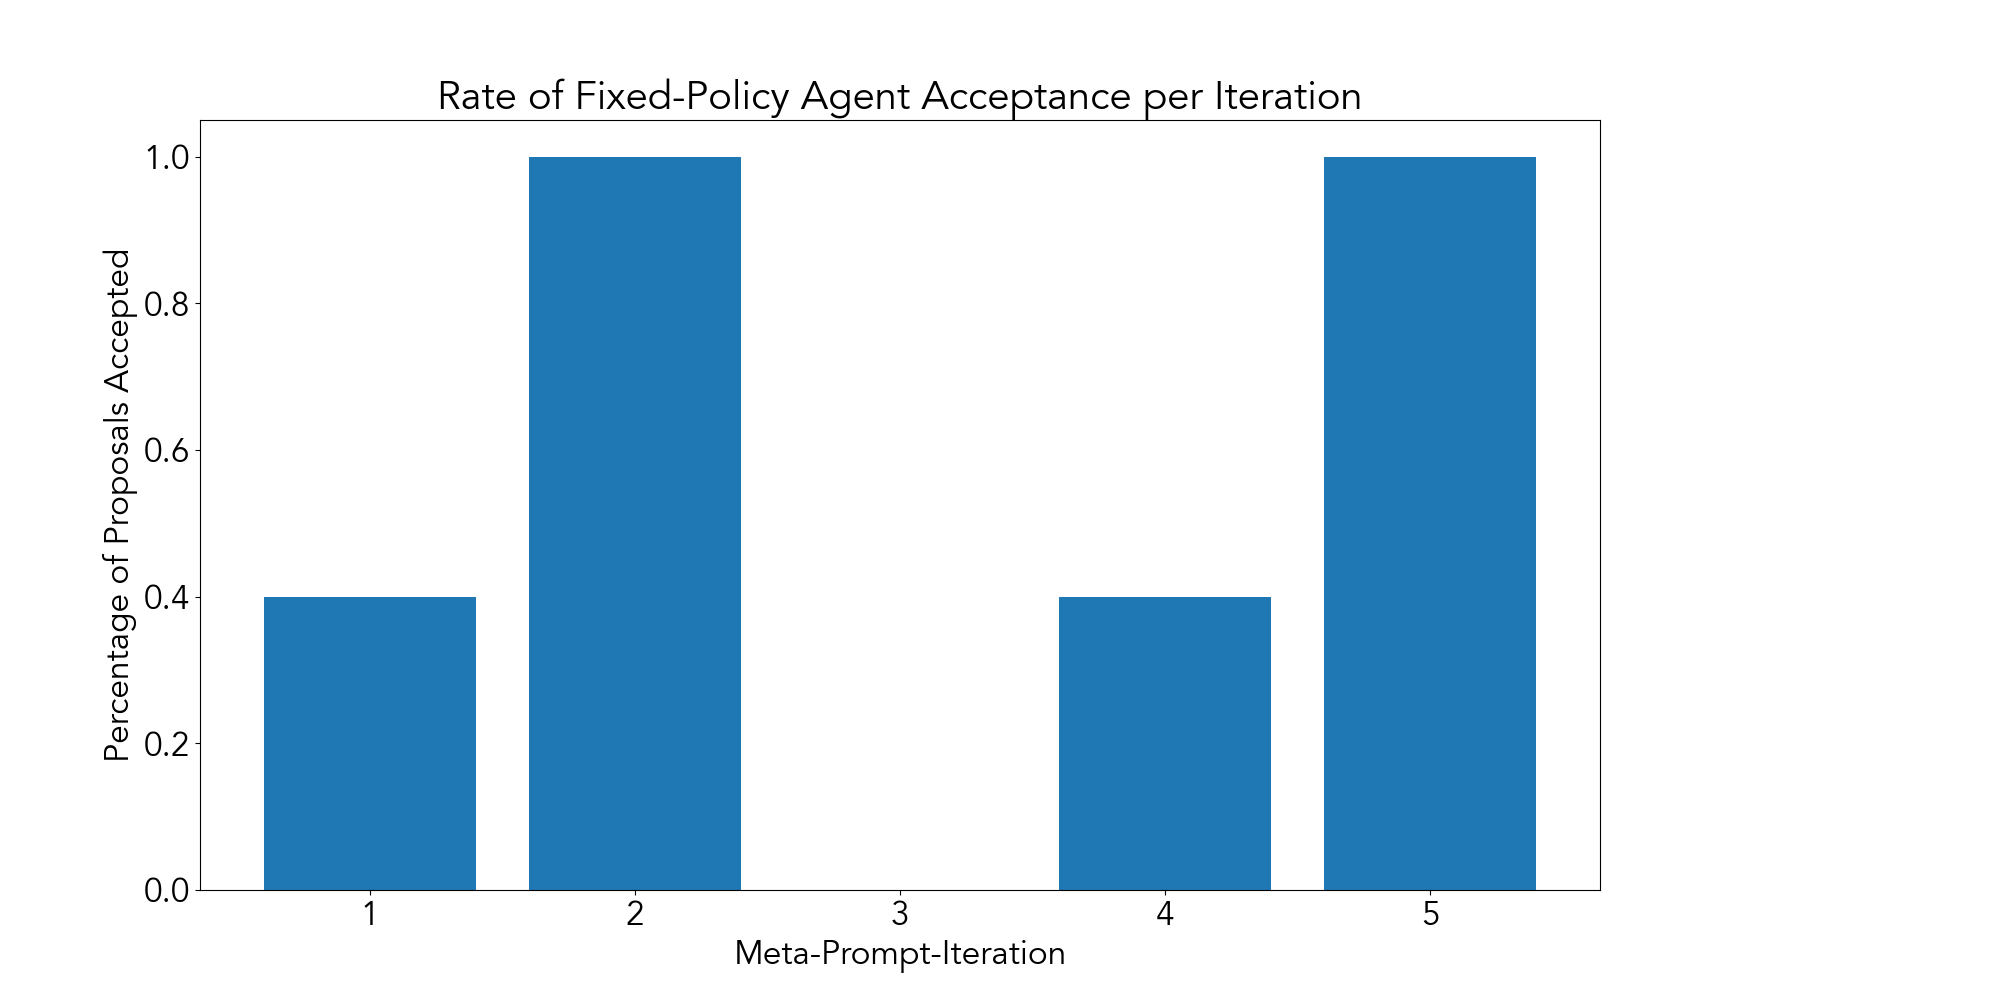 Rate of Fixed-Policy Agent Acceptance per Iteration
Percentage of Proposals Accepted
1.0
0.8
0.6
0.4
0.2
0.0
1 2 3 4 5
Meta-Prompt-Iteration